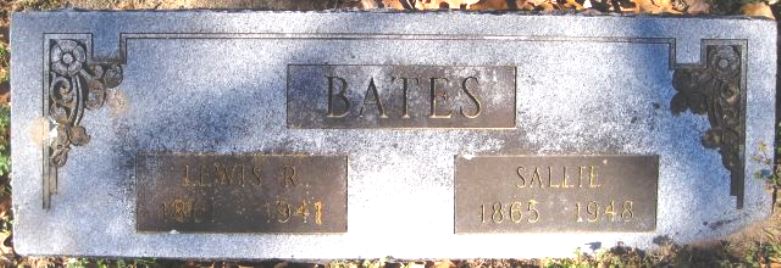 BATES
LEWIS R.
1941
SALLIE
1865 1948